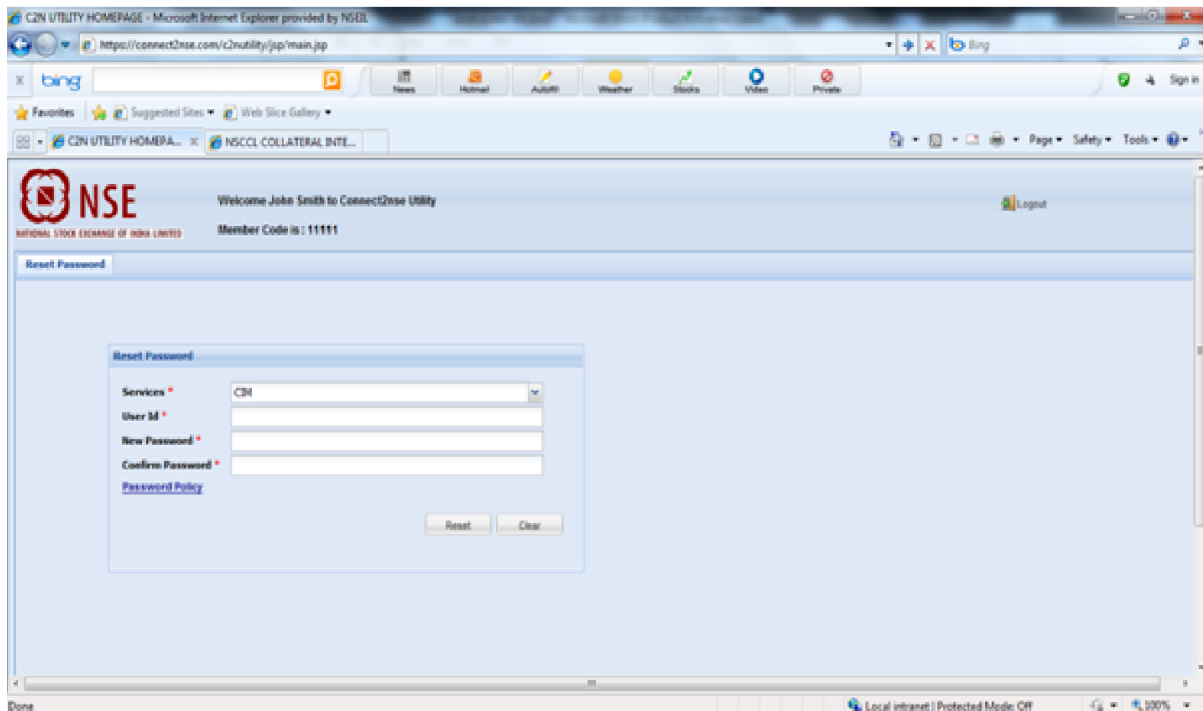 C2N UTILITY HOMEPAGE - Microsoft Internet Explorer provided by NSEIL
https://connect2nse.com/c2nutility/jsp/main.jsp
Bing
x bing
News Hotmail Autofill Weather Stocks Video Private
Sign in
Favorites Suggested Sites Web Slice Gallery
C2N UTILITY HOMEPA... x NSCCL COLLATERAL INTE...
Page Safety Tools
NSE
NATIONAL STOCK EXCHANGE OF INDIA LIMITED
Welcome John Smith to Connect2nse Utility
Member Code is : 11111
Logout
Reset Password
Reset Password
Services * CIM
User Id *
New Password *
Confirm Password *
Password Policy
Reset Clear
Done
Local intranet | Protected Mode: Off
100%